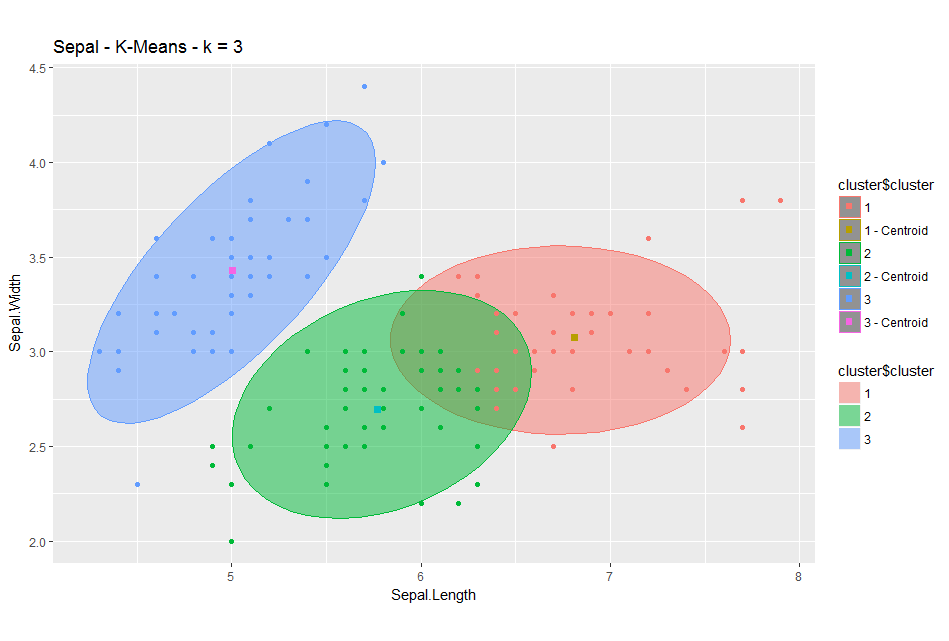 Sepal - K-Means - k = 3
4.5
4.0
3.5
3.0
2.5
2.0
Sepal.Width
5
6
7
8
Sepal.Length
cluster$cluster
1
1 - Centroid
2
2 - Centroid
3
3 - Centroid
cluster$cluster
1
2
3